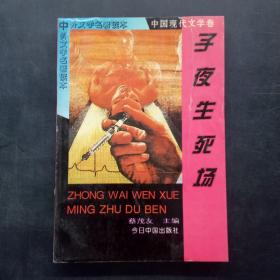 中外文学名著读本
中国现代文学卷
子夜生死场
ZHONG WAI WEN XUE
MING ZHU DU BEN
蔡茂友 主编
今日中国出版社